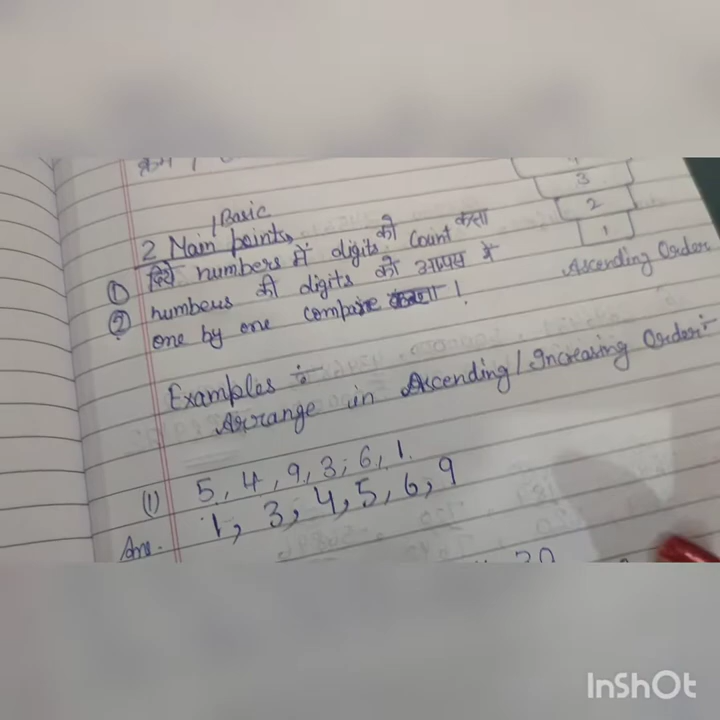 क्रम
3
2
1
Ascending Order
Basic
2 Main points
① दिये numbers में digits को Count करना
② numbers की digits को आपस में
one by one compare करना!
Examples ÷
Arrange in Ascending/Increasing Order÷
(1) 5, 4, 9, 3, 6, 1.
Ans. 1, 3, 4, 5, 6, 9
20
InShOt